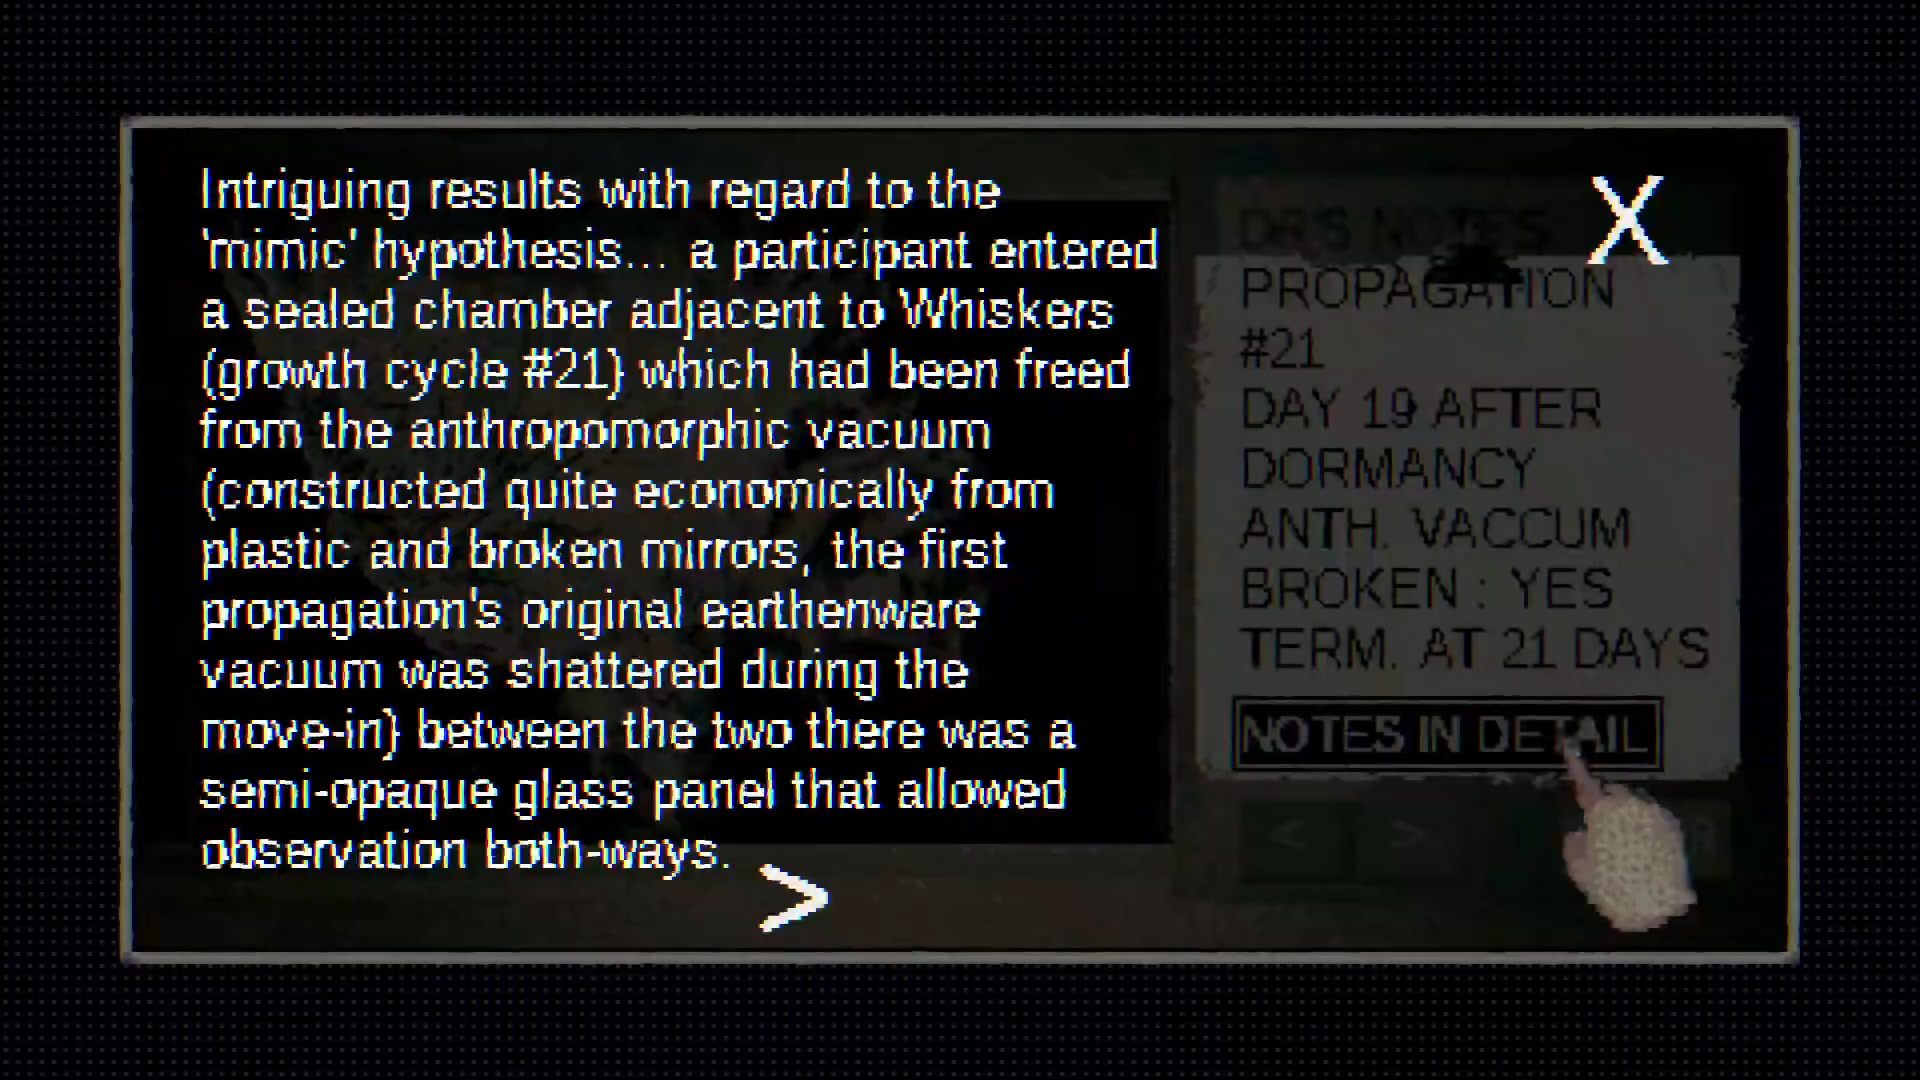 Intriguing results with regard to the
'mimic' hypothesis... a participant entered
a sealed chamber adjacent to Whiskers
(growth cycle #21} which had been freed
from the anthropomorphic vacuum
(constructed quite economically from
plastic and broken mirrors, the first
propagation's original earthenware
vacuum was shattered during the
move-in} between the two there was a
semi-opaque glass panel that allowed
observation both-ways.
>
X
DR'S NOTES
PROPAGATION
#21
DAY 19 AFTER
DORMANCY
ANTH. VACCUM
BROKEN : YES
TERM. AT 21 DAYS
NOTES IN DETAIL
< >